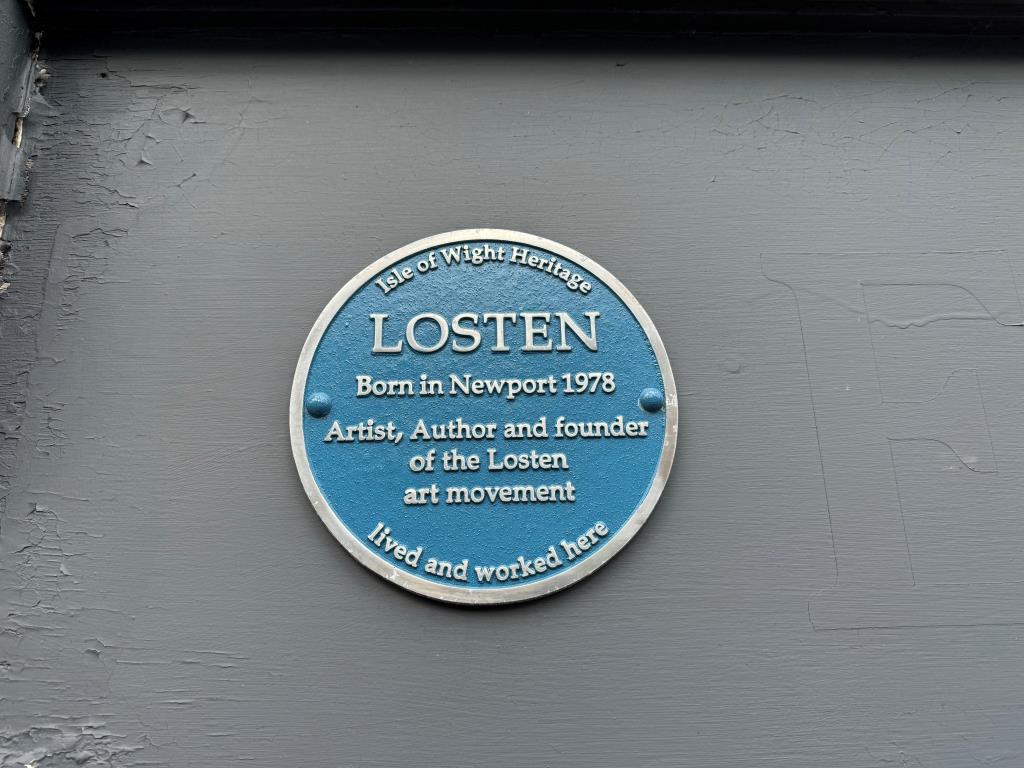 Isle of Wight Heritage
LOSTEN
Born in Newport 1978
Artist, Author and founder
of the Losten
art movement
lived and worked here